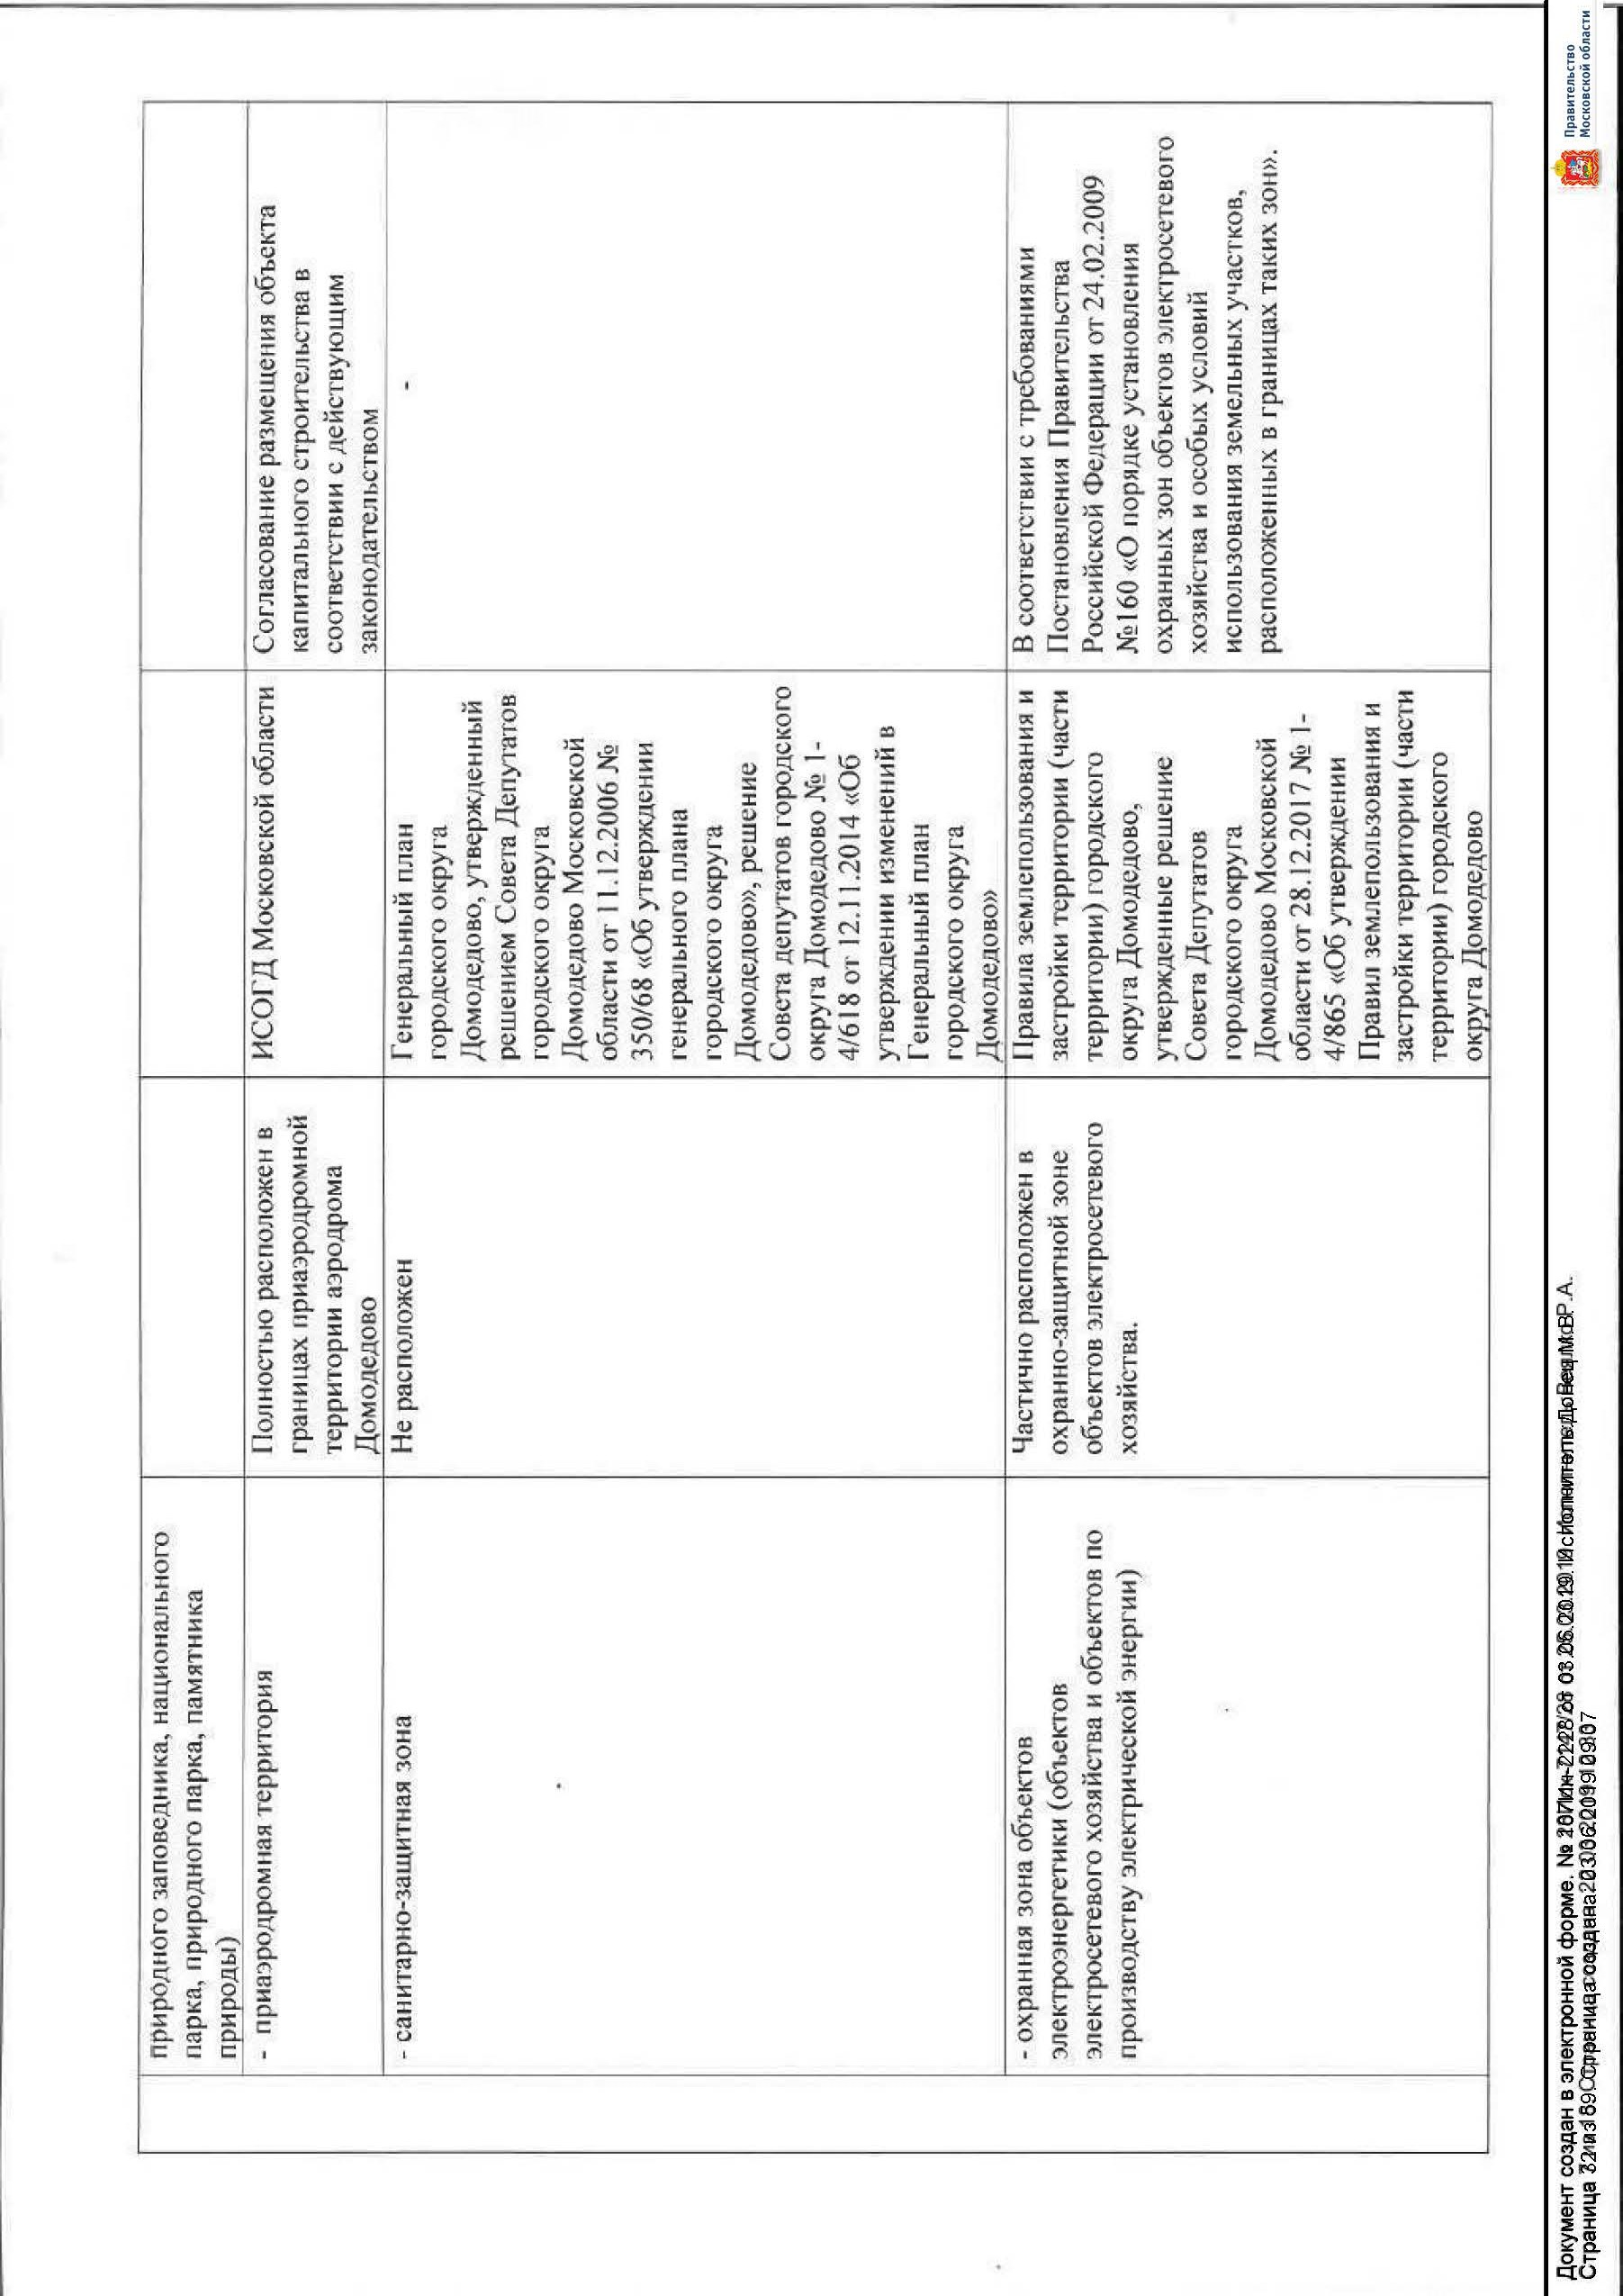 природного заповедника, национального
парка, природного парка, памятника
природы)
- приаэродромная территория
Полностью расположен в
границах приаэродромной
территории аэродрома
Домодедово
ИСОГД Московской области
Согласование размещения объекта
капитального строительства в
соответствии с действующим
законодательством
- санитарно-защитная зона
Не расположен
Генеральный план
городского округа
Домодедово, утвержденный
решением Совета Депутатов
городского округа
Домодедово Московской
области от 11.12.2006 №
350/68 «Об утверждении
генерального плана
городского округа
Домодедово», решение
Совета депутатов городского
округа Домодедово № 1-
4/618 от 12.11.2014 «Об
утверждении изменений в
Генеральный план
городского округа
Домодедово»
-
- охранная зона объектов
электроэнергетики (объектов
электросетевого хозяйства и объектов по
производству электрической энергии)
Частично расположен в
охранно-защитной зоне
объектов электросетевого
хозяйства.
Правила землепользования и
застройки территории (части
территории) городского
округа Домодедово,
утвержденные решение
Совета Депутатов
городского округа
Домодедово Московской
области от 28.12.2017 № 1-
4/865 «Об утверждении
Правил землепользования и
застройки территории (части
территории) городского
округа Домодедово
В соответствии с требованиями
Постановления Правительства
Российской Федерации от 24.02.2009
№160 «О порядке установления
охранных зон объектов электросетевого
хозяйства и особых условий
использования земельных участков,
расположенных в границах таких зон».
Документ создан в электронной форме. №
Страница
Правительство
Московской области